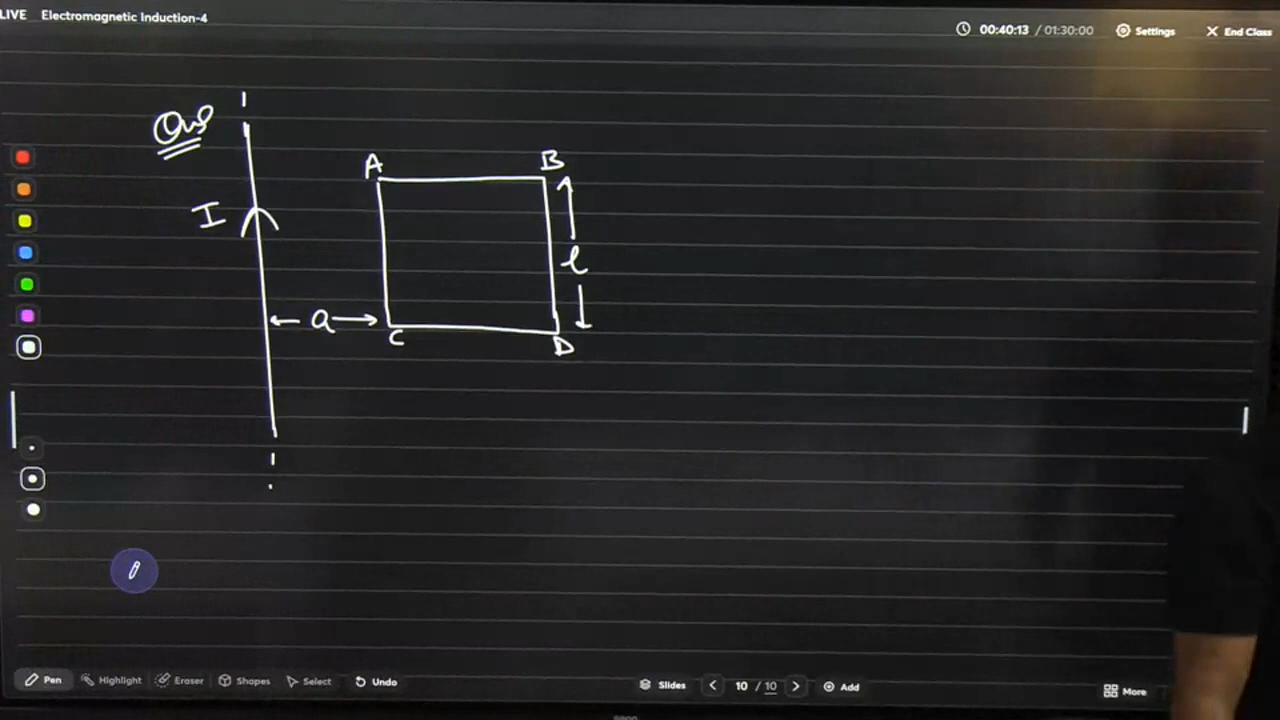 LIVE Electromagnetic Induction-4
00:40:13 / 01:30:00 Settings End Class
Que
A B
I
l
a
C
D
Pen Highlight Eraser Shapes Select Undo
Slides 10 / 10 Add
More